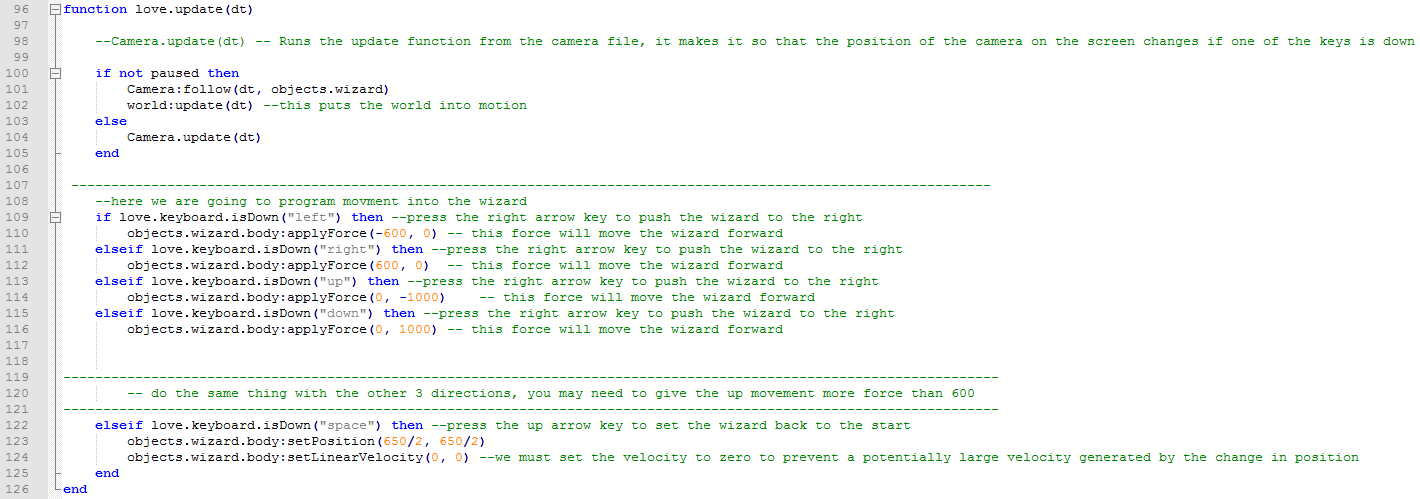 96 function love.update(dt)
97
98 --Camera.update(dt) -- Runs the update function from the camera file, it makes it so that the position of the camera on the screen changes if one of the keys is down
99
100 if not paused then
101 Camera:follow(dt, objects.wizard)
102 world:update(dt) --this puts the world into motion
103 else
104 Camera.update(dt)
105 end
106
107 -------------------------------------------------------------------------------------------------------------------
108 --here we are going to program movment into the wizard
109 if love.keyboard.isDown("left") then --press the right arrow key to push the wizard to the right
110 objects.wizard.body:applyForce(-600, 0) -- this force will move the wizard forward
111 elseif love.keyboard.isDown("right") then --press the right arrow key to push the wizard to the right
112 objects.wizard.body:applyForce(600, 0)  -- this force will move the wizard forward
113 elseif love.keyboard.isDown("up") then --press the right arrow key to push the wizard to the right
114 objects.wizard.body:applyForce(0, -1000)    -- this force will move the wizard forward
115 elseif love.keyboard.isDown("down") then --press the right arrow key to push the wizard to the right
116 objects.wizard.body:applyForce(0, 1000) -- this force will move the wizard forward
117
118
119 ---------------------------------------------------------------------------------------------------------------------
120 -- do the same thing with the other 3 directions, you may need to give the up movement more force than 600
121 ---------------------------------------------------------------------------------------------------------------------
122 elseif love.keyboard.isDown("space") then --press the up arrow key to set the wizard back to the start
123 objects.wizard.body:setPosition(650/2, 650/2)
124 objects.wizard.body:setLinearVelocity(0, 0) --we must set the velocity to zero to prevent a potentially large velocity generated by the change in position
125 end
126 end